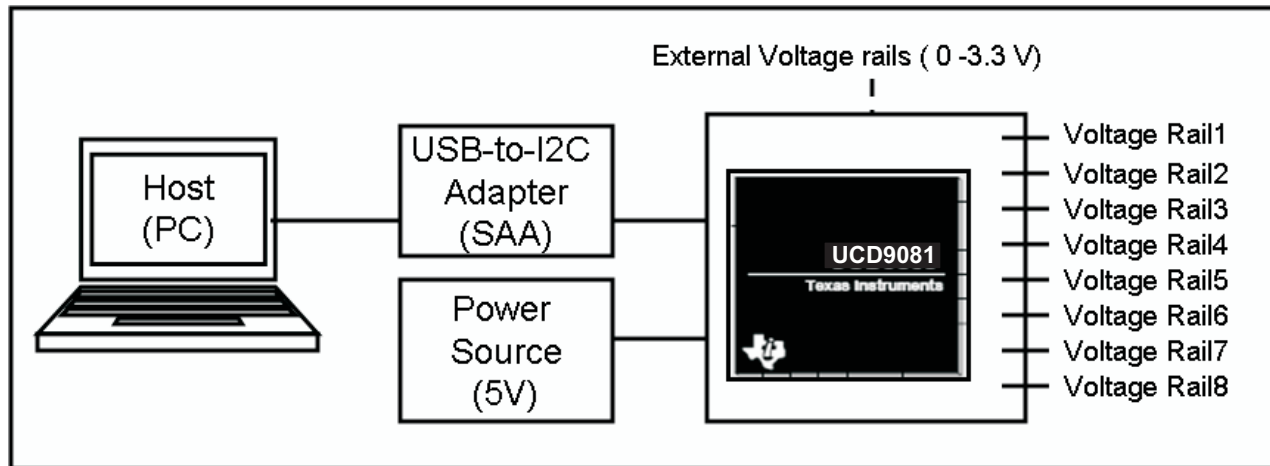 External Voltage rails ( 0 -3.3 V)
Host
(PC)
USB-to-I2C
Adapter
(SAA)
Power
Source
(5V)
UCD9081
Texas Instruments
Voltage Rail1
Voltage Rail2
Voltage Rail3
Voltage Rail4
Voltage Rail5
Voltage Rail6
Voltage Rail7
Voltage Rail8